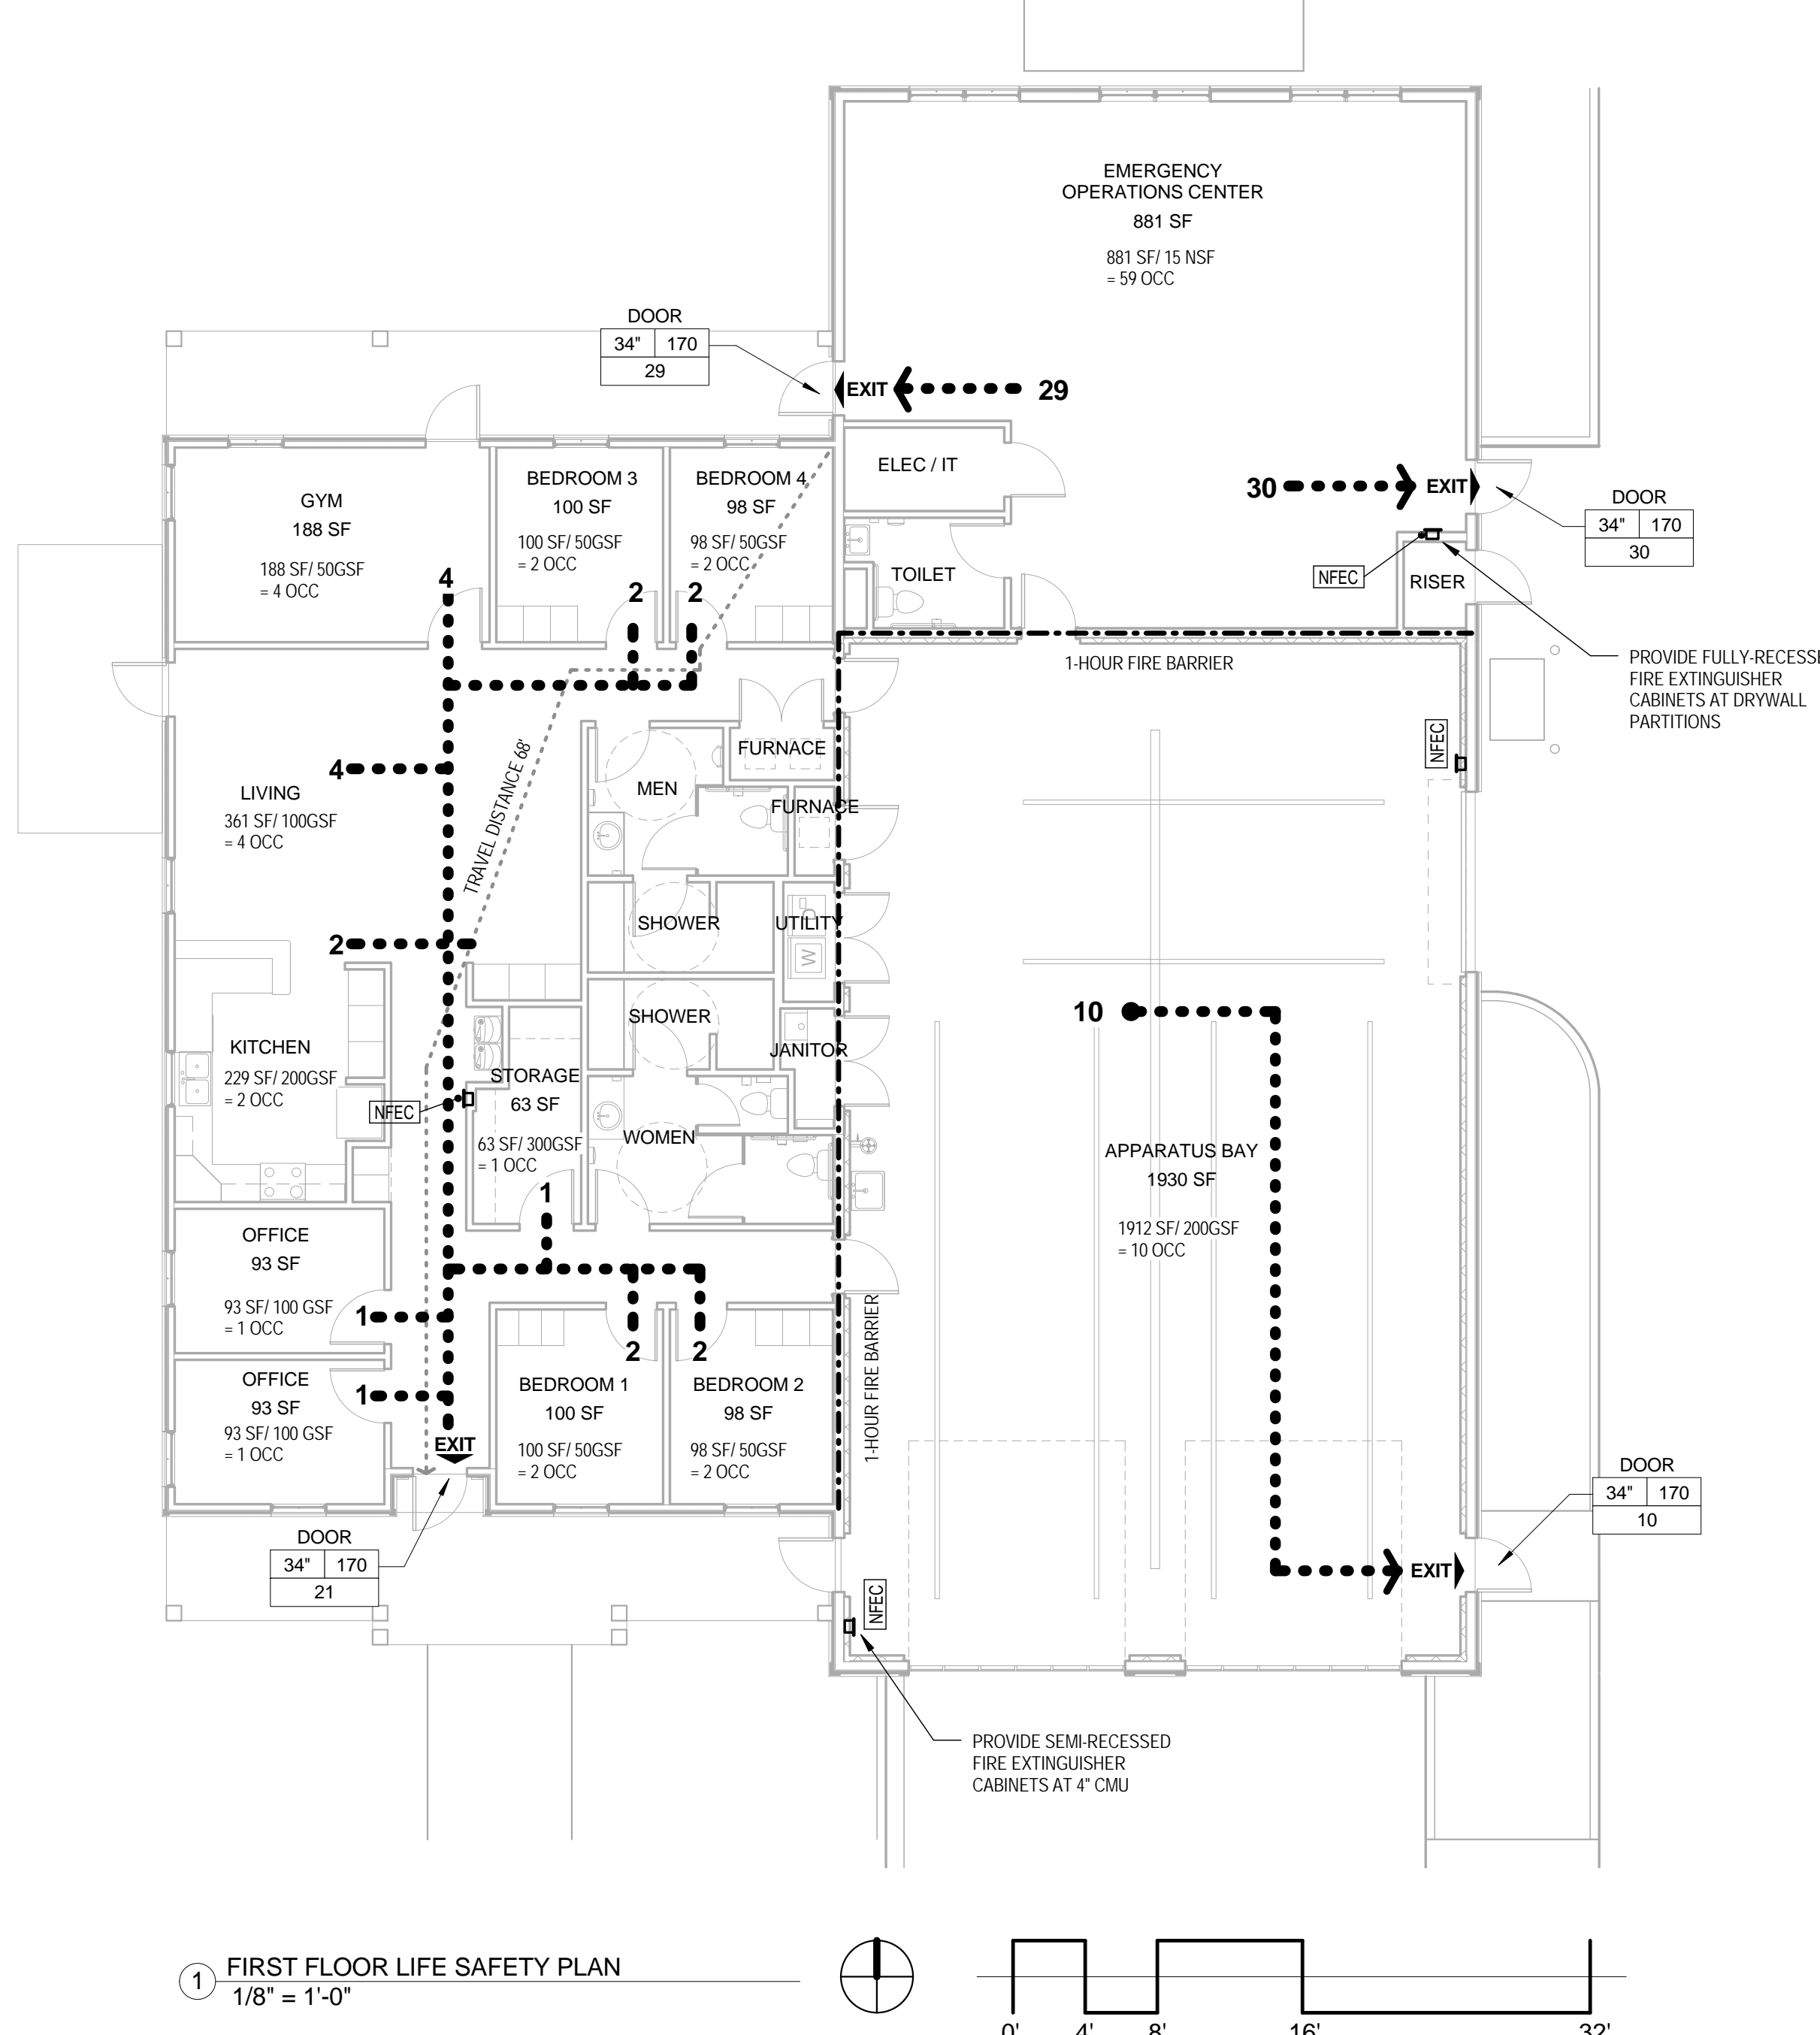 EMERGENCY
OPERATIONS CENTER
881 SF
881 SF/ 15 NSF
= 59 OCC
DOOR
34" 170
29
EXIT
29
ELEC / IT
30
EXIT
DOOR
34" 170
30
NFEC
RISER
TOILET
PROVIDE FULLY-RECESSE
FIRE EXTINGUISHER
CABINETS AT DRYWALL
PARTITIONS
1-HOUR FIRE BARRIER
GYM
188 SF
188 SF/ 50GSF
= 4 OCC
4
BEDROOM 3
100 SF
100 SF/ 50GSF
= 2 OCC
2
BEDROOM 4
98 SF
98 SF/ 50GSF
= 2 OCC
2
NFEC
FURNACE
MEN
FURNACE
4
LIVING
361 SF/ 100GSF
= 4 OCC
TRAVEL DISTANCE 68'
SHOWER
UTILITY
D
W
2
SHOWER
JANITOR
10
KITCHEN
229 SF/ 200GSF
= 2 OCC
NFEC
STORAGE
63 SF
63 SF/ 300GSF
= 1 OCC
1
WOMEN
APPARATUS BAY
1930 SF
1912 SF/ 200GSF
= 10 OCC
OFFICE
93 SF
93 SF/ 100 GSF
= 1 OCC
1
OFFICE
93 SF
93 SF/ 100 GSF
= 1 OCC
1
EXIT
2
BEDROOM 1
100 SF
100 SF/ 50GSF
= 2 OCC
2
BEDROOM 2
98 SF
98 SF/ 50GSF
= 2 OCC
1-HOUR FIRE BARRIER
DOOR
34" 170
10
EXIT
DOOR
34" 170
21
NFEC
PROVIDE SEMI-RECESSED
FIRE EXTINGUISHER
CABINETS AT 4" CMU
1 FIRST FLOOR LIFE SAFETY PLAN
1/8" = 1'-0"
0' 4' 8' 16' 32'